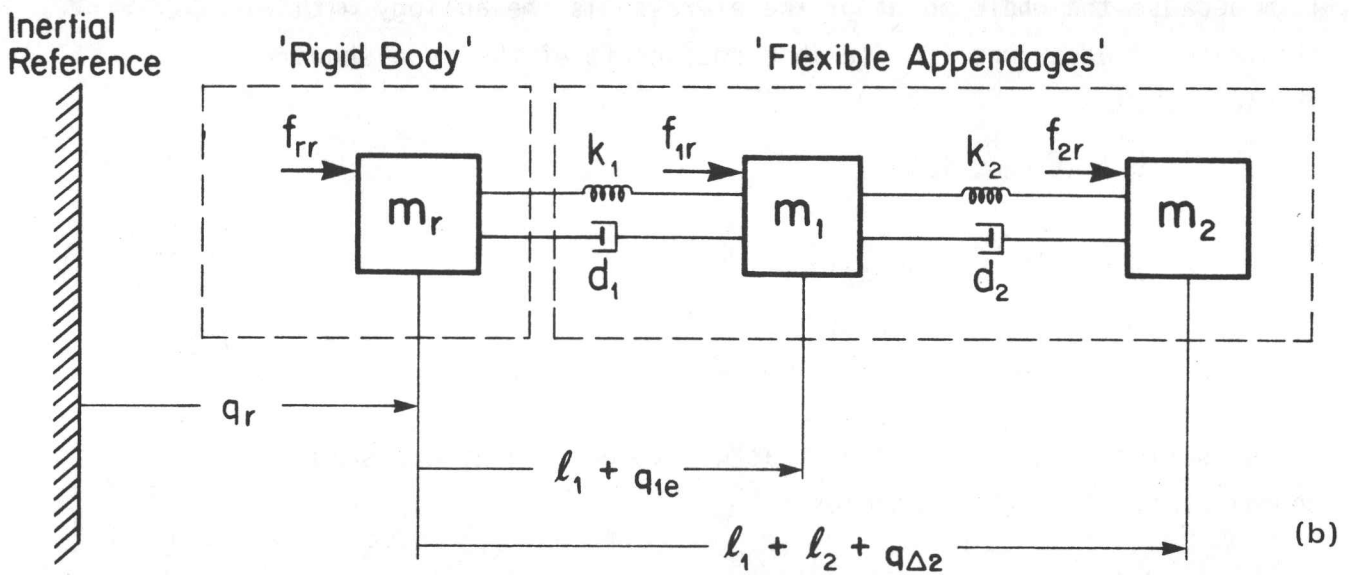 Inertial
Reference
'Rigid Body'
'Flexible Appendages'
f_rr
m_r
k_1
d_1
f_1r
m_1
k_2
d_2
f_2r
m_2
q_r
ℓ_1 + q_1e
ℓ_1 + ℓ_2 + q_Δ2
(b)